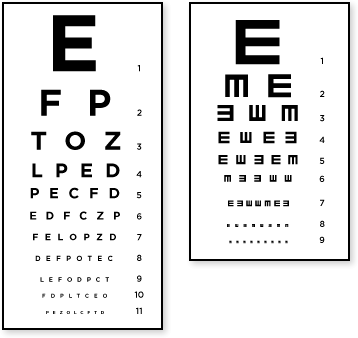 E 1
F P 2
T O Z 3
L P E D 4
P E C F D 5
E D F C Z P 6
F E L O P Z D 7
D E F P O T E C 8
L E F O D P C T 9
F D P L T C E O 10
P E Z O L C F T D 11
E 1
m E 2
Ǝ W m 3
E W E Ǝ 4
E W Ǝ E m 5
m Ǝ Ǝ W W 6
7
8
9